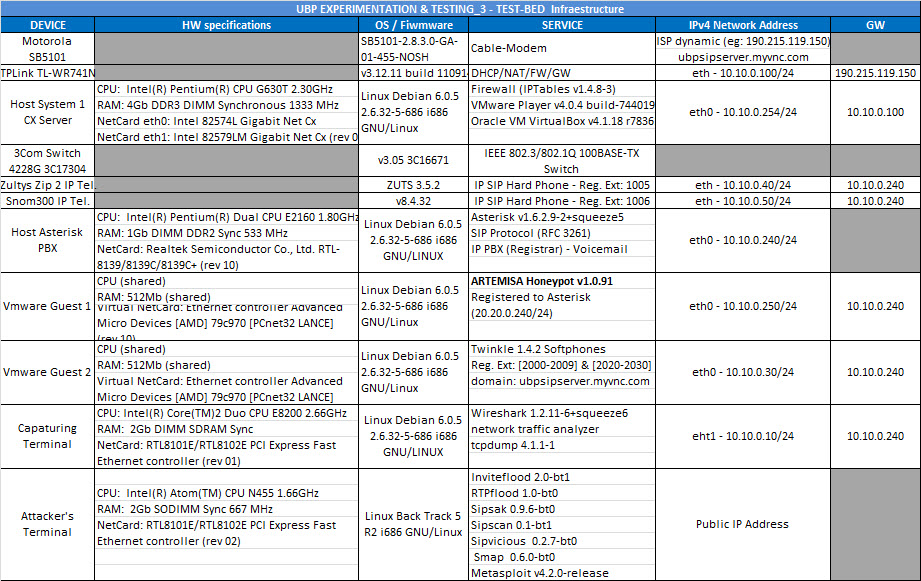 UBP EXPERIMENTATION & TESTING_3 - TEST-BED Infraestructure
DEVICE HW specifications OS / Fiwmware SERVICE IPv4 Network Address GW
Motorola
SB5101
SB5101-2.8.3.0-GA-
01-455-NOSH
Cable-Modem
ISP dynamic (eg: 190.215.119.150)
ubpsipserver.myvnc.com
TPLink TL-WR741N v3.12.11 build 11091 DHCP/NAT/FW/GW eth - 10.10.0.100/24 190.215.119.150
Host System 1
CX Server
CPU: Intel(R) Pentium(R) CPU G630T 2.30GHz
RAM: 4Gb DDR3 DIMM Synchronous 1333 MHz
NetCard eth0: Intel 82574L Gigabit Net Cx
NetCard eth1: Intel 82579LM Gigabit Net Cx (rev 0
Linux Debian 6.0.5
2.6.32-5-686 i686
GNU/Linux
Firewall (IPTables v1.4.8-3)
VMware Player v4.0.4 build-744019
Oracle VM VirtualBox v4.1.18 r7836
eth0 - 10.10.0.254/24
10.10.0.100
3Com Switch
4228G 3C17304
v3.05 3C16671
IEEE 802.3/802.1Q 100BASE-TX
Switch
Zultys Zip 2 IP Tel. ZUTS 3.5.2 IP SIP Hard Phone - Reg. Ext: 1005 eth - 10.10.0.40/24 10.10.0.240
Snom300 IP Tel. v8.4.32 IP SIP Hard Phone - Reg. Ext: 1006 eth - 10.10.0.50/24 10.10.0.240
Host Asterisk
PBX
CPU: Intel(R) Pentium(R) Dual CPU E2160 1.80GHz
RAM: 1Gb DIMM DDR2 Sync 533 MHz
NetCard: Realtek Semiconductor Co., Ltd. RTL-
8139/8139C/8139C+ (rev 10)
Linux Debian 6.0.5
2.6.32-5-686 i686
GNU/LINUX
Asterisk v1.6.2.9-2+squeeze5
SIP Protocol (RFC 3261)
IP PBX (Registrar) - Voicemail
eth0 - 10.10.0.240/24
Vmware Guest 1
CPU (shared)
RAM: 512Mb (shared)
Virtual NetCard: Ethernet controller Advanced
Micro Devices [AMD] 79c970 [PCnet32 LANCE]
(rev 10)
Linux Debian 6.0.5
2.6.32-5-686 i686
GNU/Linux
ARTEMISA Honeypot v1.0.91
Registered to Asterisk
(20.20.0.240/24)
eth0 - 10.10.0.250/24
10.10.0.240
Vmware Guest 2
CPU (shared)
RAM: 512Mb (shared)
Virtual NetCard: Ethernet controller Advanced
Micro Devices [AMD] 79c970 [PCnet32 LANCE]
Linux Debian 6.0.5
2.6.32-5-686 i686
GNU/Linux
Twinkle 1.4.2 Softphones
Reg. Ext: [2000-2009] & [2020-2030]
domain: ubpsipserver.myvnc.com
eth0 - 10.10.0.30/24
10.10.0.240
Capaturing
Terminal
CPU: Intel(R) Core(TM)2 Duo CPU E8200 2.66GHz
RAM: 2Gb DIMM SDRAM Sync
NetCard: RTL8101E/RTL8102E PCI Express Fast
Ethernet controller (rev 01)
Linux Debian 6.0.5
2.6.32-5-686 i686
GNU/LINUX
Wireshark 1.2.11-6+squeeze6
network traffic analyzer
tcpdump 4.1.1-1
eht1 - 10.10.0.10/24
10.10.0.240
Attacker's
Terminal
CPU: Intel(R) Atom(TM) CPU N455 1.66GHz
RAM: 2Gb SODIMM Sync 667 MHz
NetCard: RTL8101E/RTL8102E PCI Express Fast
Ethernet controller (rev 02)
Linux Back Track 5
R2 i686 GNU/Linux
Inviteflood 2.0-bt1
RTPflood 1.0-bt0
Sipsak 0.9.6-bt0
Sipscan 0.1-bt1
Sipvicious 0.2.7-bt0
Smap 0.6.0-bt0
Metasploit v4.2.0-release
Public IP Address